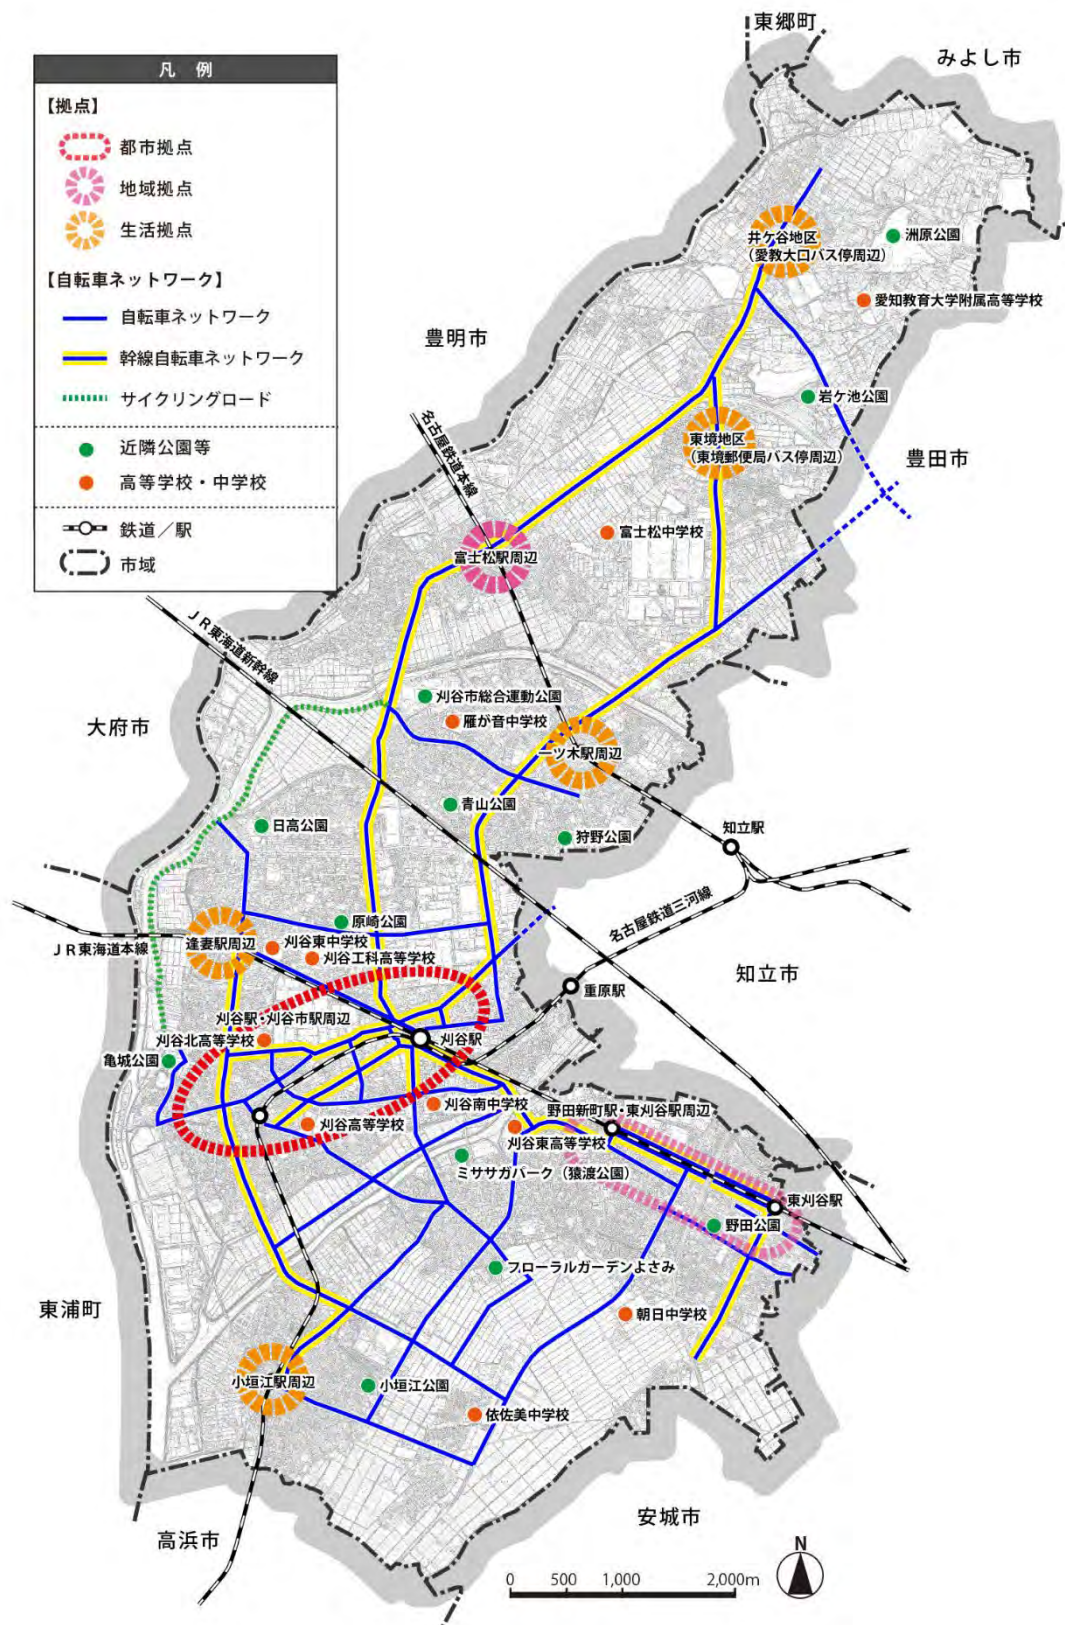 東郷町
みよし市
凡 例
【拠点】
都市拠点
地域拠点
生活拠点
【自転車ネットワーク】
自転車ネットワーク
幹線自転車ネットワーク
サイクリングロード
近隣公園等
高等学校・中学校
鉄道／駅
市域
井ケ谷地区
（愛教大口バス停周辺）
洲原公園
愛知教育大学附属高等学校
豊明市
岩ケ池公園
名古屋鉄道本線
東境地区
（東境郵便局バス停周辺）
豊田市
富士松中学校
富士松駅周辺
ＪＲ東海道新幹線
刈谷市総合運動公園
雁が音中学校
大府市
一ツ木駅周辺
青山公園
日高公園
狩野公園
知立駅
原崎公園
名古屋鉄道三河線
逢妻駅周辺
刈谷東中学校
ＪＲ東海道本線
刈谷工科高等学校
知立市
重原駅
刈谷駅・刈谷市駅周辺
刈谷北高等学校
刈谷駅
亀城公園
刈谷南中学校
野田新町駅・東刈谷駅周辺
刈谷高等学校
刈谷東高等学校
ミササガパーク（猿渡公園）
東刈谷駅
野田公園
フローラルガーデンよさみ
東浦町
朝日中学校
小垣江駅周辺
小垣江公園
依佐美中学校
安城市
高浜市
N
0 500 1,000 2,000m